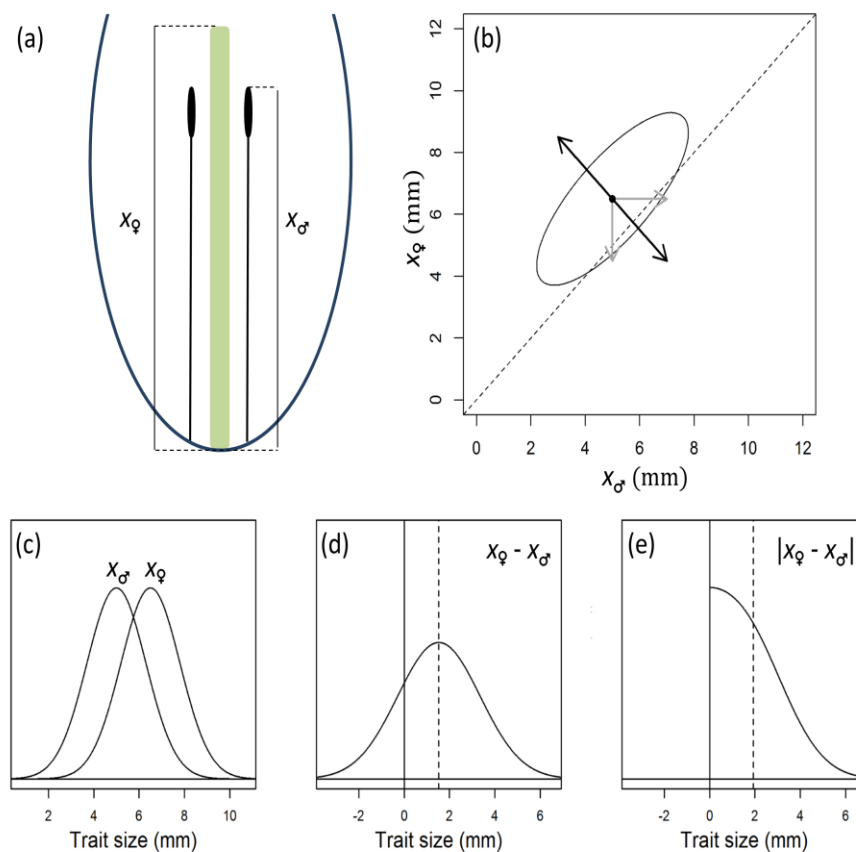 (a)
X♀
X♂
(b)
X♀ (mm)
12
10
8
6
4
2
0
0 2 4 6 8 10 12
X♂ (mm)
(c)
X♂ X♀
2 4 6 8 10
Trait size (mm)
(d)
X♀ - X♂
-2 0 2 4 6
Trait size (mm)
(e)
|X♀ - X♂|
-2 0 2 4 6
Trait size (mm)